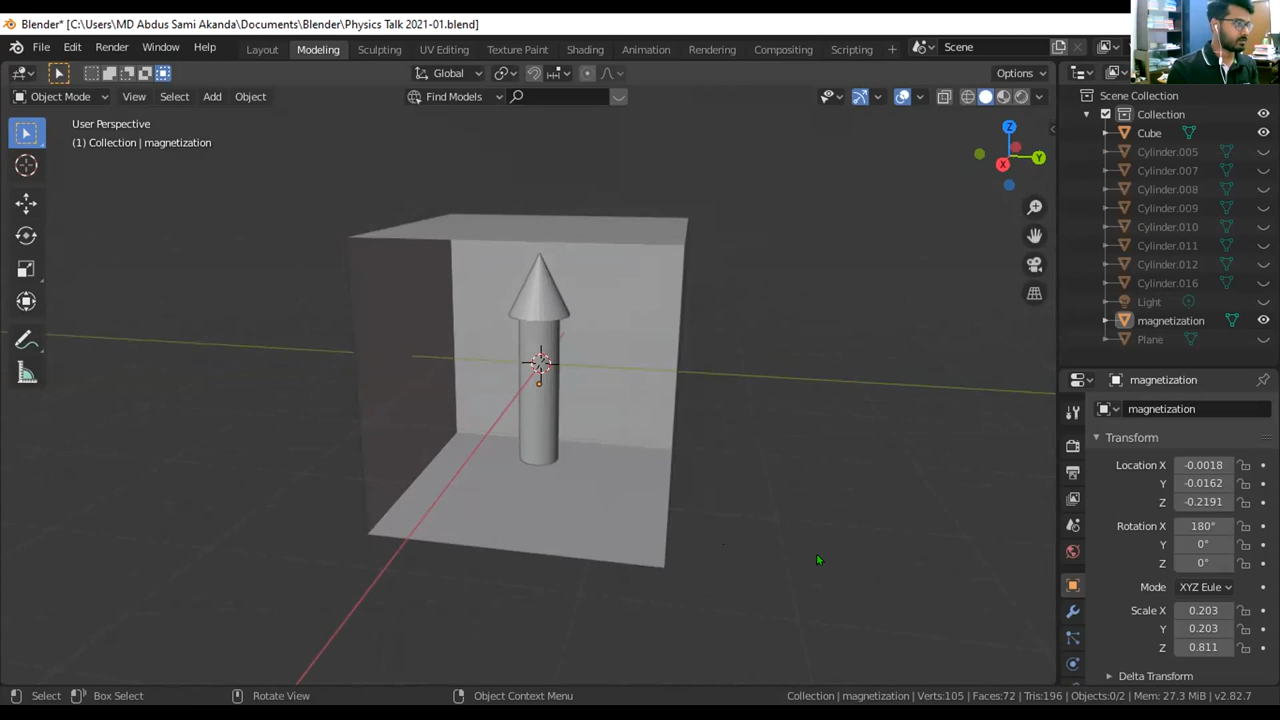 Blender* [C:\Users\MD Abdus Sami Akanda\Documents\Blender\Physics Talk 2021-01.blend]
File Edit Render Window Help
Layout Modeling Sculpting UV Editing Texture Paint Shading Animation Rendering Compositing Scripting +
Scene
Global
Options
Object Mode View Select Add Object
Find Models
User Perspective
(1) Collection | magnetization
Z
Y
X
Scene Collection
Collection
Cube
Cylinder.005
Cylinder.007
Cylinder.008
Cylinder.009
Cylinder.010
Cylinder.011
Cylinder.012
Cylinder.016
Light
magnetization
Plane
magnetization
magnetization
Transform
Location X -0.0018
Y -0.0162
Z -0.2191
Rotation X 180°
Y 0°
Z 0°
Mode XYZ Eule
Scale X 0.203
Y 0.203
Z 0.811
Delta Transform
Select Box Select Rotate View Object Context Menu
Collection | magnetization | Verts:105 | Faces:72 | Tris:196 | Objects:0/2 | Mem: 27.3 MiB | v2.82.7